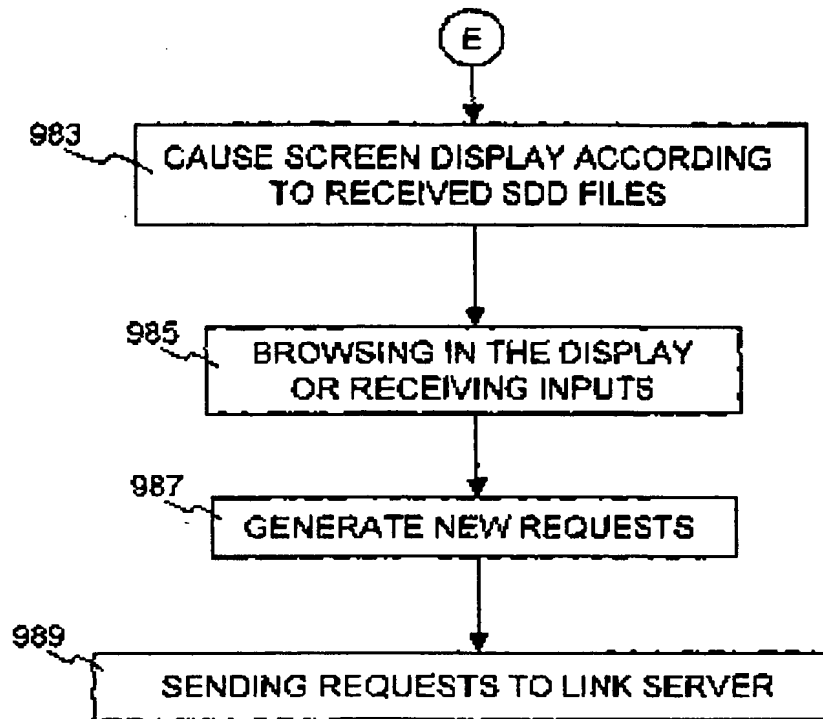 E
983
CAUSE SCREEN DISPLAY ACCORDING
TO RECEIVED SDD FILES
985
BROWSING IN THE DISPLAY
OR RECEIVING INPUTS
987
GENERATE NEW REQUESTS
989
SENDING REQUESTS TO LINK SERVER